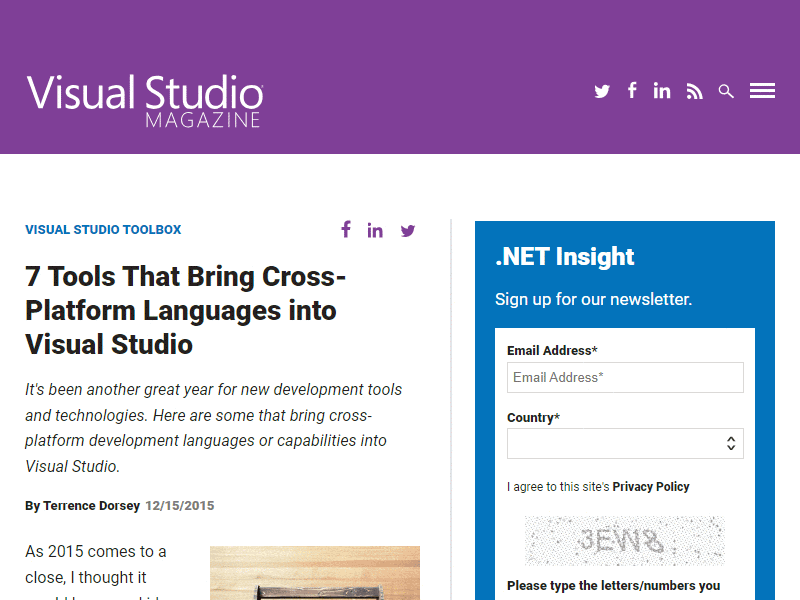 Visual Studio
MAGAZINE
VISUAL STUDIO TOOLBOX
7 Tools That Bring Cross-
Platform Languages into
Visual Studio
It's been another great year for new development tools
and technologies. Here are some that bring cross-
platform development languages or capabilities into
Visual Studio.
By Terrence Dorsey 12/15/2015
As 2015 comes to a
close, I thought it
.NET Insight
Sign up for our newsletter.
Email Address*
Email Address*
Country*
I agree to this site's Privacy Policy
Please type the letters/numbers you